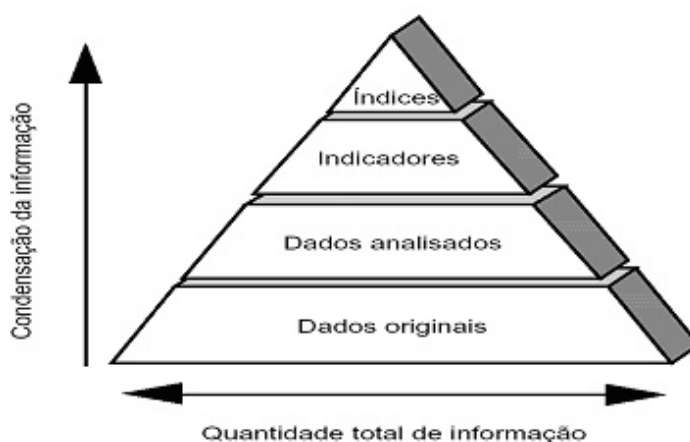 Condensação da informação
Índices
Indicadores
Dados analisados
Dados originais
Quantidade total de informação